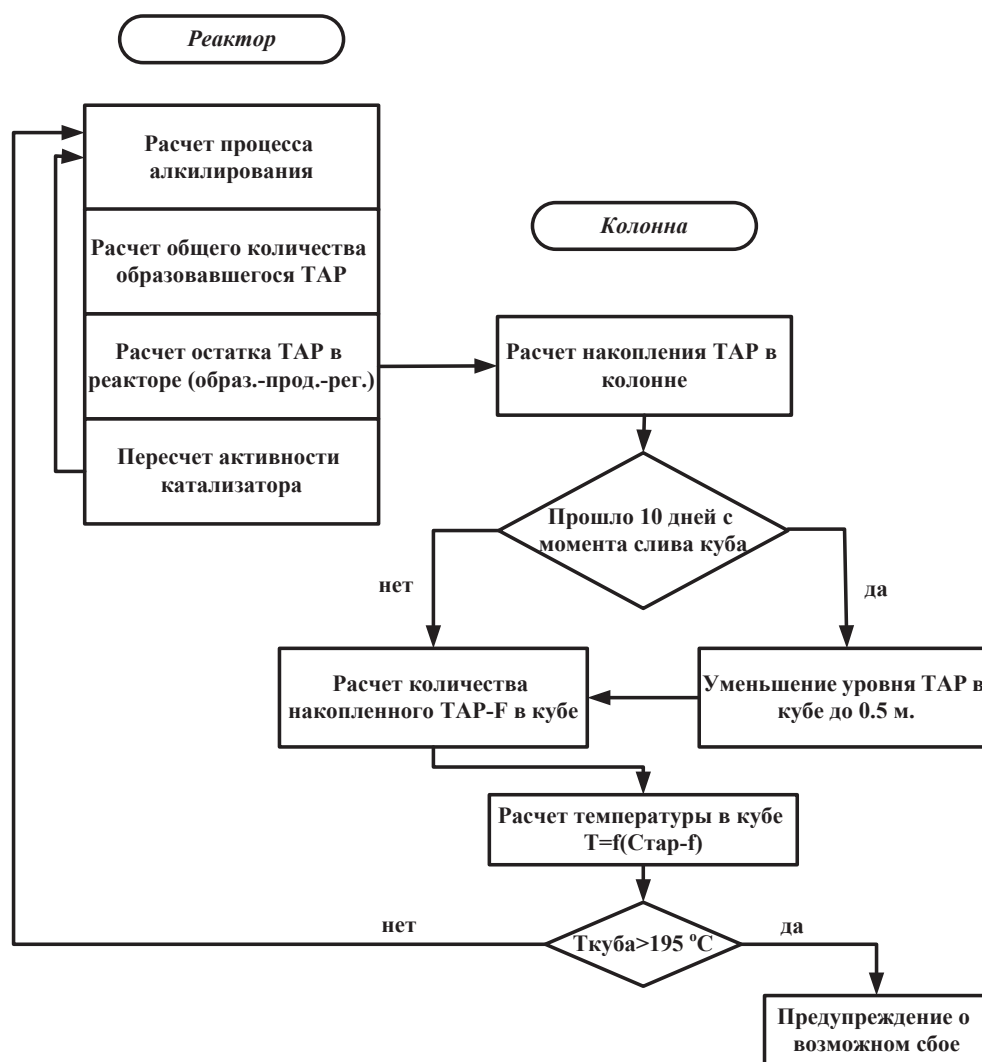 Реактор
Расчет процесса
алкилирования
Расчет общего количества
образовавшегося ТАР
Расчет остатка ТАР в
реакторе (образ.-прод.-рег.)
Пересчет активности
катализатора
Колонна
Расчет накопления ТАР в
колонне
Прошло 10 дней с
момента слива куба
нет
да
Расчет количества
накопленного ТАР-F в кубе
Уменьшение уровня ТАР в
кубе до 0.5 м.
Расчет температуры в кубе
T=f(Cтар-f)
нет
да
Ткуба>195 °С
Предупреждение о
возможном сбое